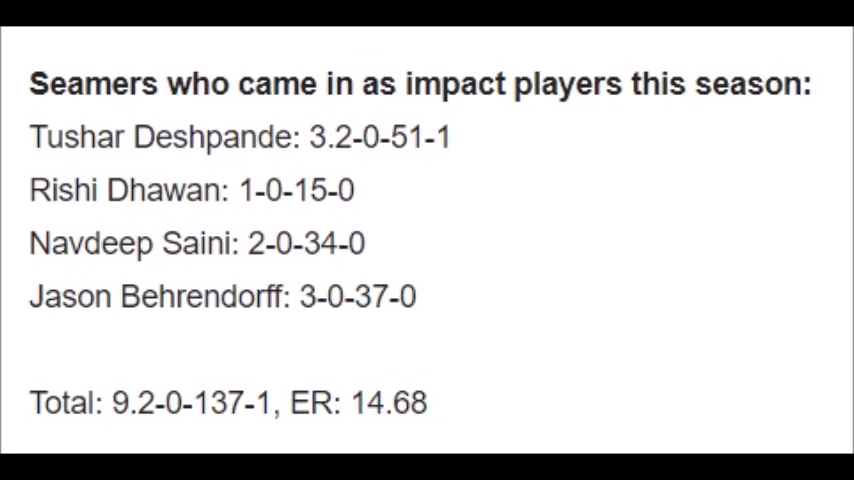 Seamers who came in as impact players this season:
Tushar Deshpande: 3.2-0-51-1
Rishi Dhawan: 1-0-15-0
Navdeep Saini: 2-0-34-0
Jason Behrendorff: 3-0-37-0
Total: 9.2-0-137-1, ER: 14.68